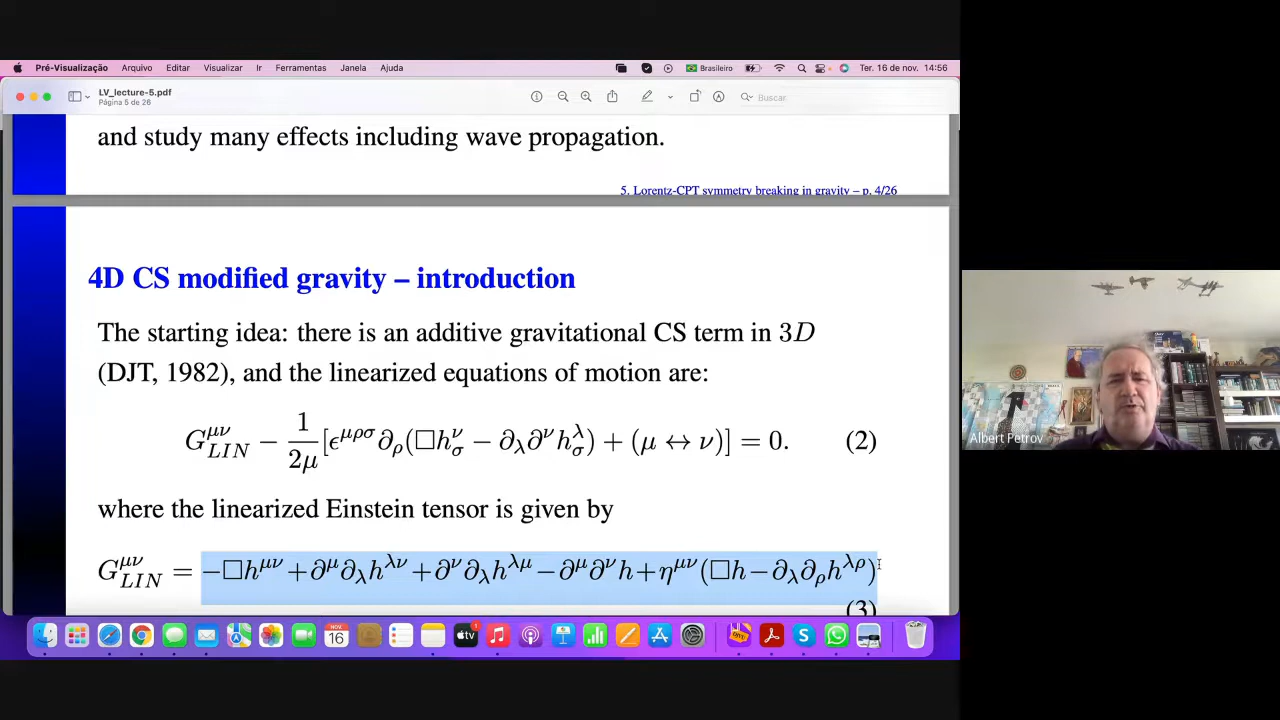 Pré-Visualização Arquivo Editar Visualizar Ir Ferramentas Janela Ajuda Brasileiro Ter. 16 de nov. 14:56
LV_lecture-5.pdf
Página 5 de 26
Buscar
and study many effects including wave propagation.
5. Lorentz-CPT symmetry breaking in gravity – p. 4/26
4D CS modified gravity – introduction
The starting idea: there is an additive gravitational CS term in 3D
(DJT, 1982), and the linearized equations of motion are:
G^{μν}_{LIN} − \frac{1}{2μ}[ϵ^{μρσ}∂_ρ(□h^ν_σ − ∂_λ∂^νh^λ_σ) + (μ ↔ ν)] = 0. (2)
where the linearized Einstein tensor is given by
G^{μν}_{LIN} = −□h^{μν}+∂^μ∂_λh^{λν}+∂^ν∂_λh^{λμ}−∂^μ∂^νh+η^{μν}(□h−∂_λ∂_ρh^{λρ})
(3)
Albert Petrov
NOV
16
tv